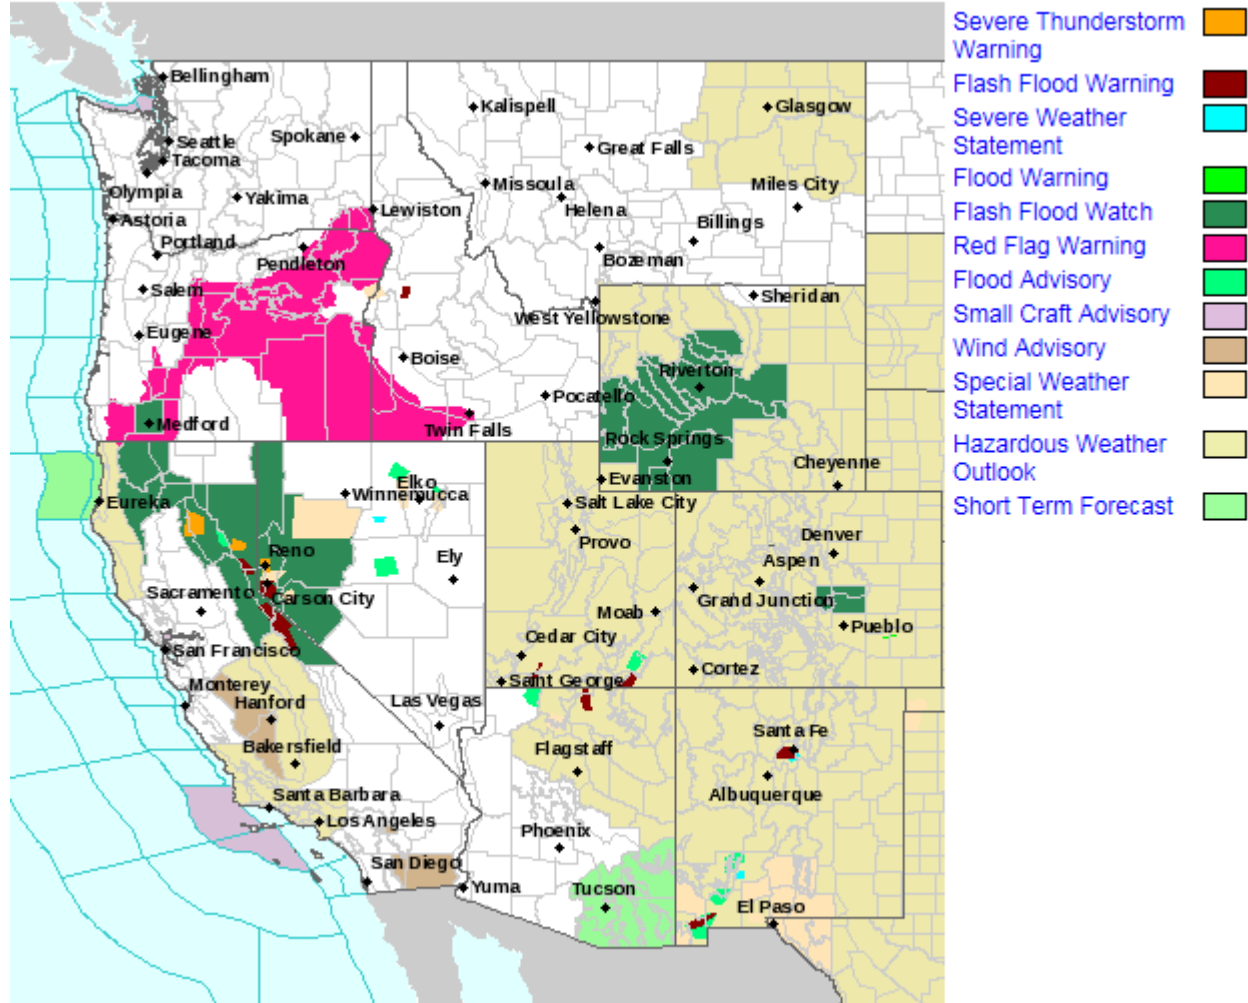 Bellingham
Seattle
Tacoma
Spokane
Olympia
Yakima
Astoria
Lewiston
Portland
Pendleton
Salem
Eugene
Medford
Kalispell
Great Falls
Glasgow
Missoula
Helena
Miles City
Billings
Bozeman
West Yellowstone
Sheridan
Boise
Pocatello
Twin Falls
Riverton
Rock Springs
Evanston
Cheyenne
Eureka
Elko
Winnemucca
Salt Lake City
Provo
Reno
Ely
Denver
Aspen
Sacramento
Carson City
Moab
Grand Junction
Pueblo
San Francisco
Cedar City
Cortez
Monterey
Saint George
Hanford
Las Vegas
Bakersfield
Flagstaff
Santa Fe
Santa Barbara
Albuquerque
Los Angeles
Phoenix
San Diego
Yuma
Tucson
El Paso
Severe Thunderstorm
Warning
Flash Flood Warning
Severe Weather
Statement
Flood Warning
Flash Flood Watch
Red Flag Warning
Flood Advisory
Small Craft Advisory
Wind Advisory
Special Weather
Statement
Hazardous Weather
Outlook
Short Term Forecast